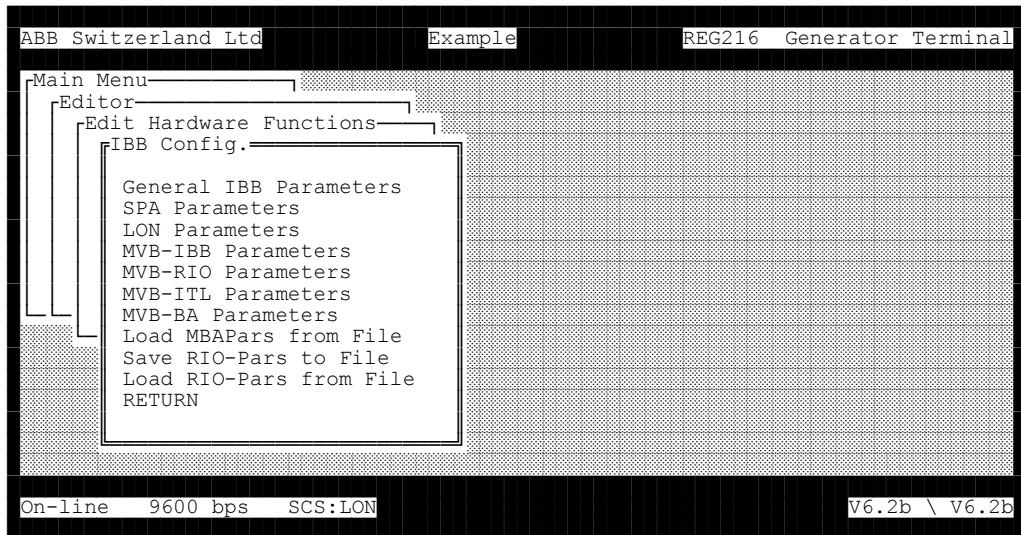 ABB Switzerland Ltd Example REG216 Generator Terminal
Main Menu
Editor
Edit Hardware Functions
IBB Config.
General IBB Parameters
SPA Parameters
LON Parameters
MVB-IBB Parameters
MVB-RIO Parameters
MVB-ITL Parameters
MVB-BA Parameters
Load MBAPars from File
Save RIO-Pars to File
Load RIO-Pars from File
RETURN
On-line 9600 bps SCS:LON V6.2b \ V6.2b